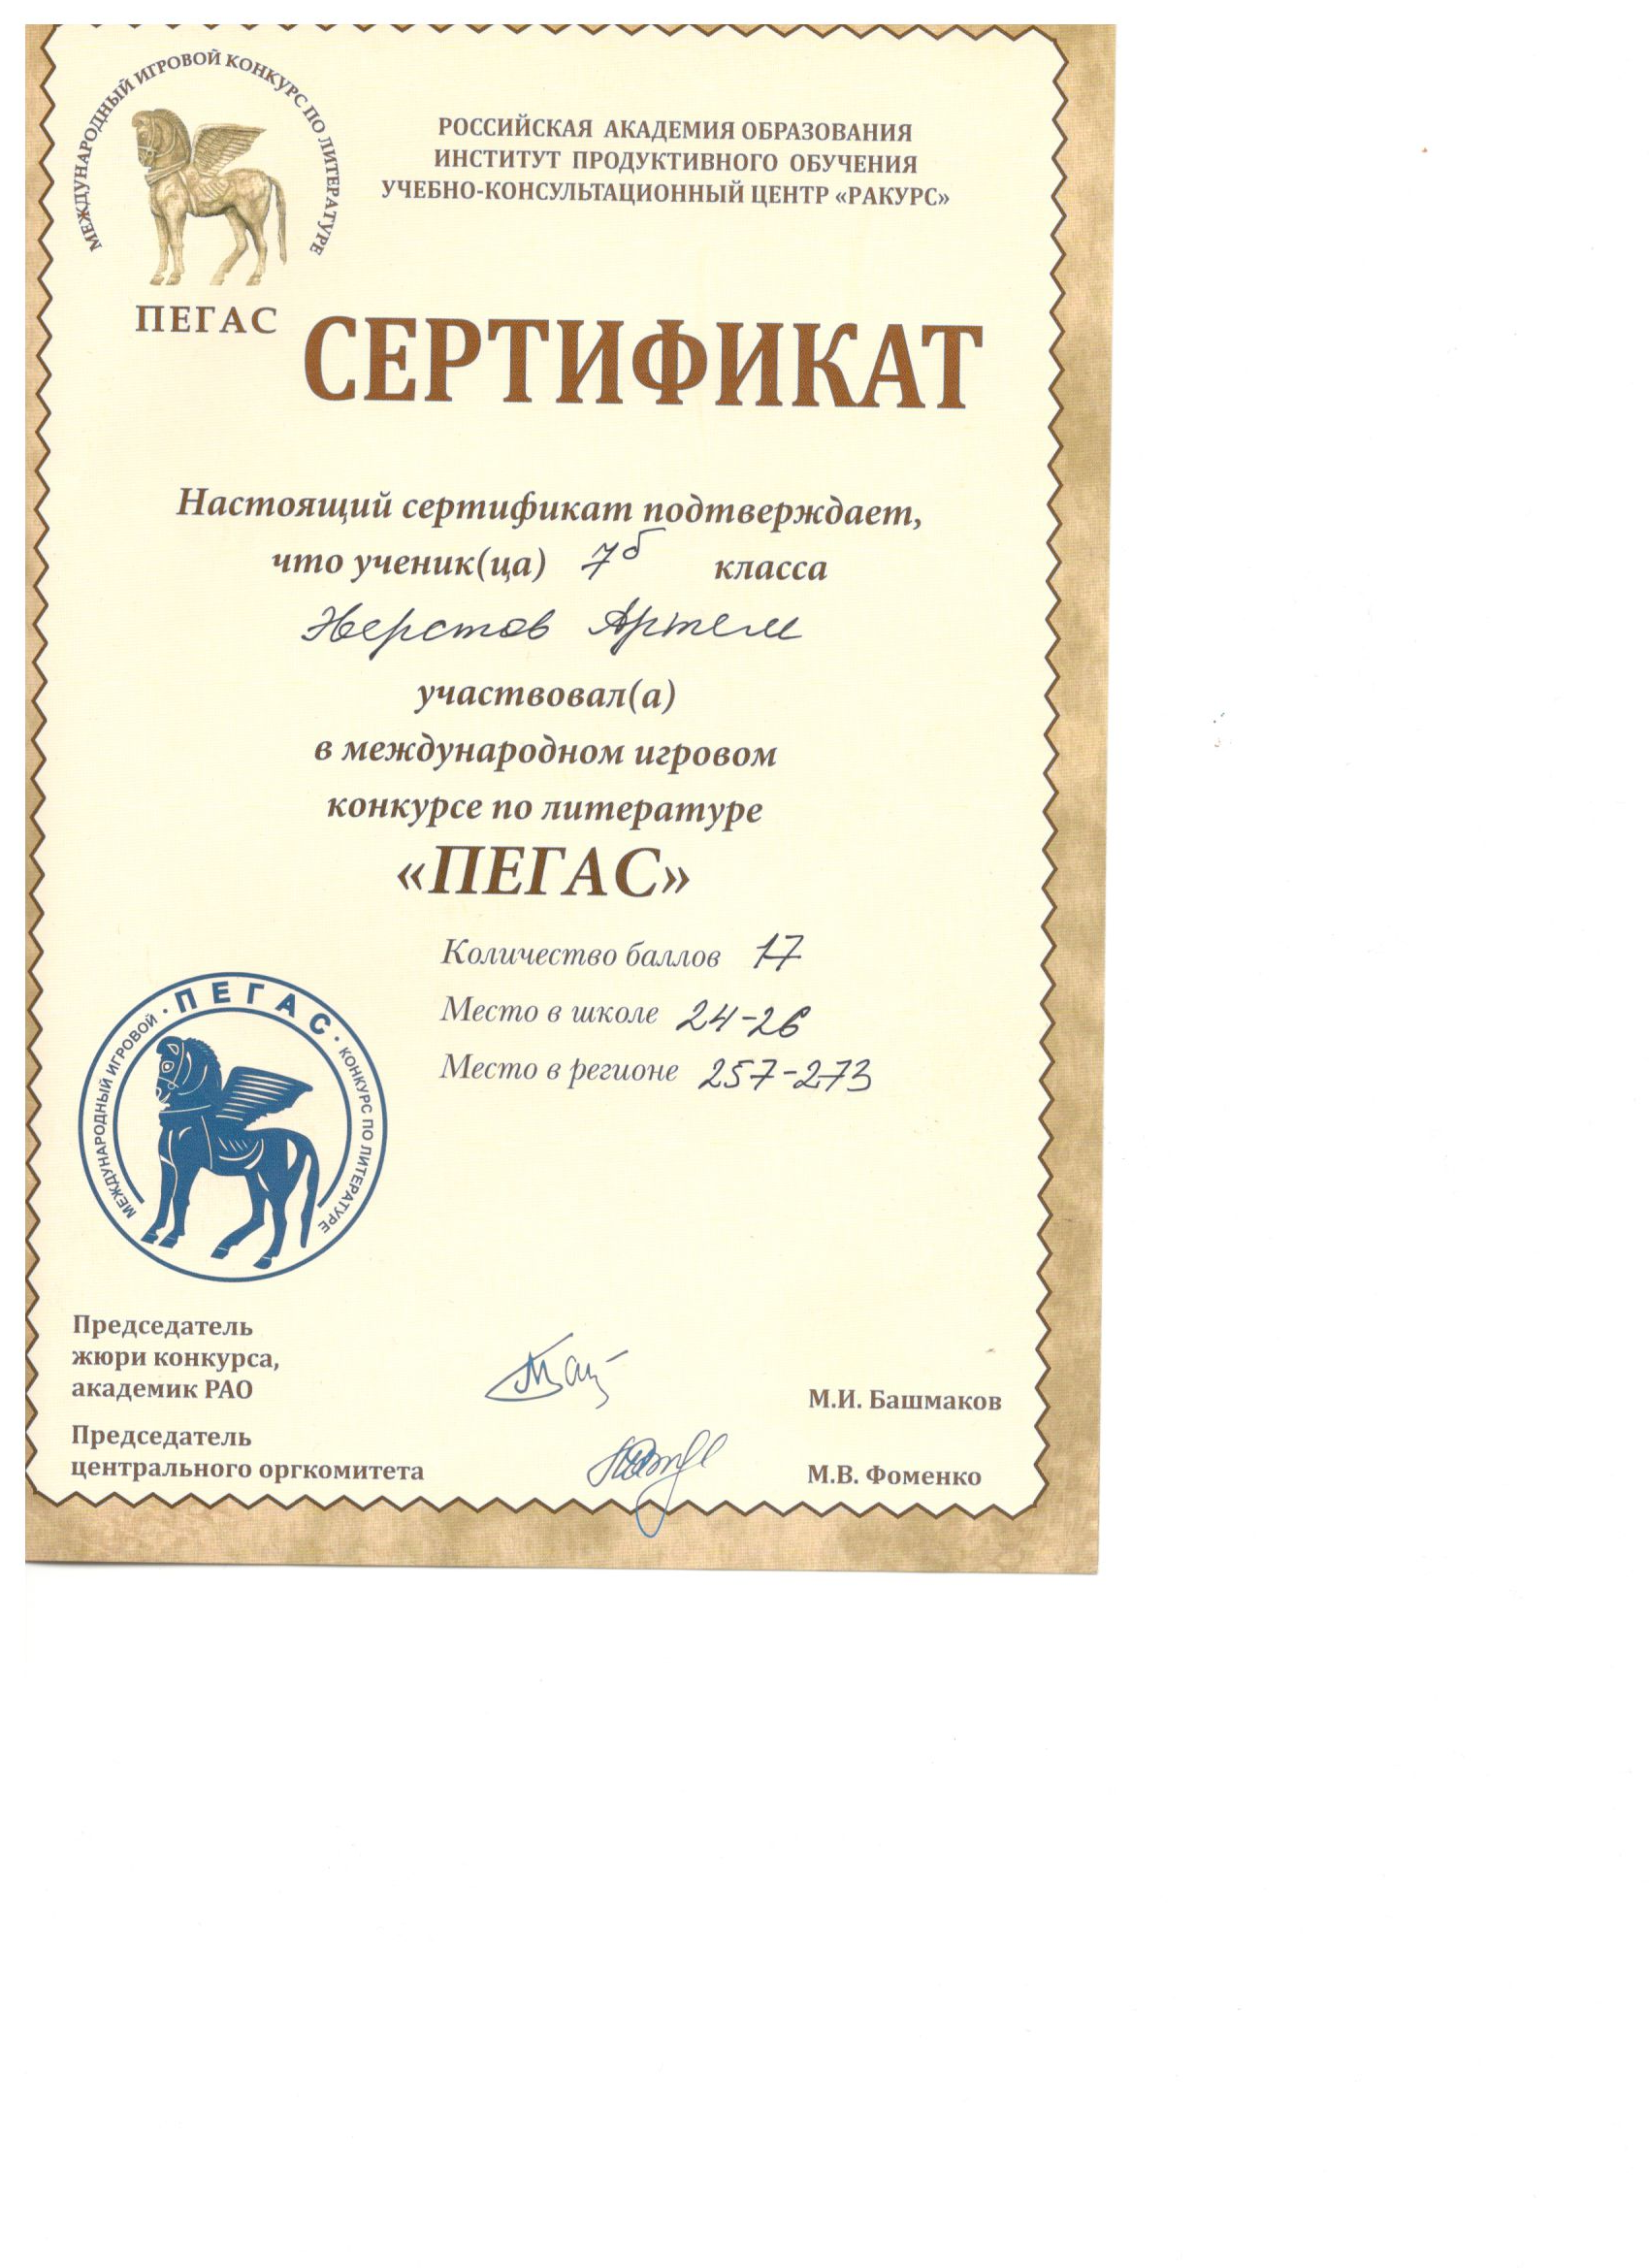 МЕЖДУНАРОДНЫЙ ИГРОВОЙ КОНКУРС ПО ЛИТЕРАТУРЕ
ПЕГАС
РОССИЙСКАЯ АКАДЕМИЯ ОБРАЗОВАНИЯ
ИНСТИТУТ ПРОДУКТИВНОГО ОБУЧЕНИЯ
УЧЕБНО-КОНСУЛЬТАЦИОННЫЙ ЦЕНТР «РАКУРС»
СЕРТИФИКАТ
Настоящий сертификат подтверждает,
что ученик(ца) 7б класса
Артем
участвовал(а)
в международном игровом
конкурсе по литературе
«ПЕГАС»
Количество баллов 17
Место в школе 24-26
Место в регионе 257-273
· ПЕГАС ·
МЕЖДУНАРОДНЫЙ ИГРОВОЙ
КОНКУРС ПО ЛИТЕРАТУРЕ
Председатель
жюри конкурса,
академик РАО
М.И. Башмаков
Председатель
центрального оргкомитета
М.В. Фоменко